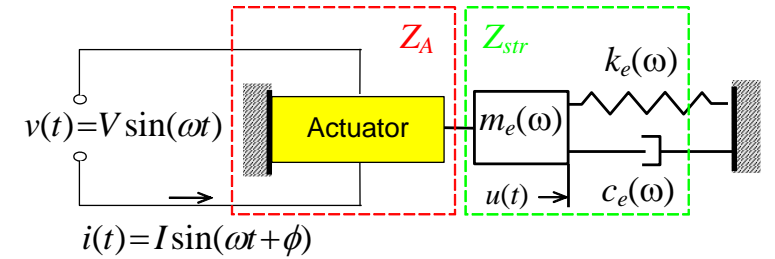 Z_A
Z_str
k_e(ω)
v(t)=V sin(ωt)
Actuator
m_e(ω)
u(t)
c_e(ω)
i(t)=I sin(ωt+ϕ)